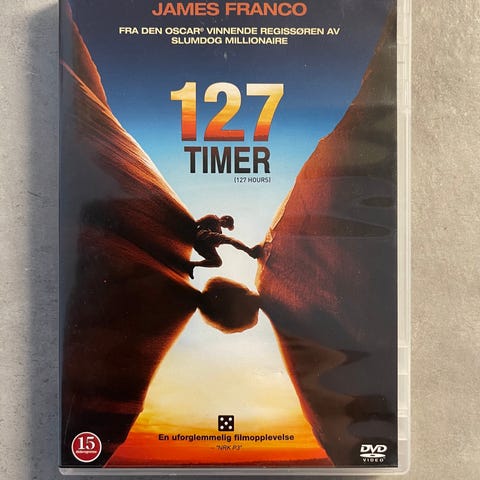 JAMES FRANCO
FRA DEN OSCAR® VINNENDE REGISSØREN AV
SLUMDOG MILLIONAIRE
127
TIMER
(127 HOURS)
En uforglemmelig filmopplevelse
– "NRK P3"
15
DVD
VIDEO